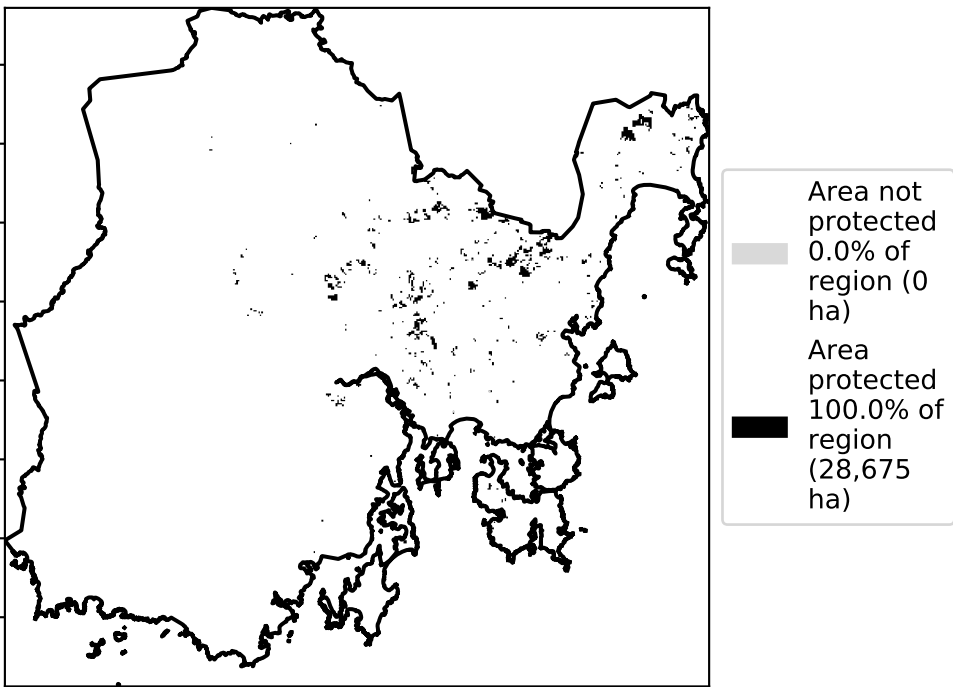 Area not
protected
0.0% of
region (0
ha)
Area
protected
100.0% of
region
(28,675
ha)